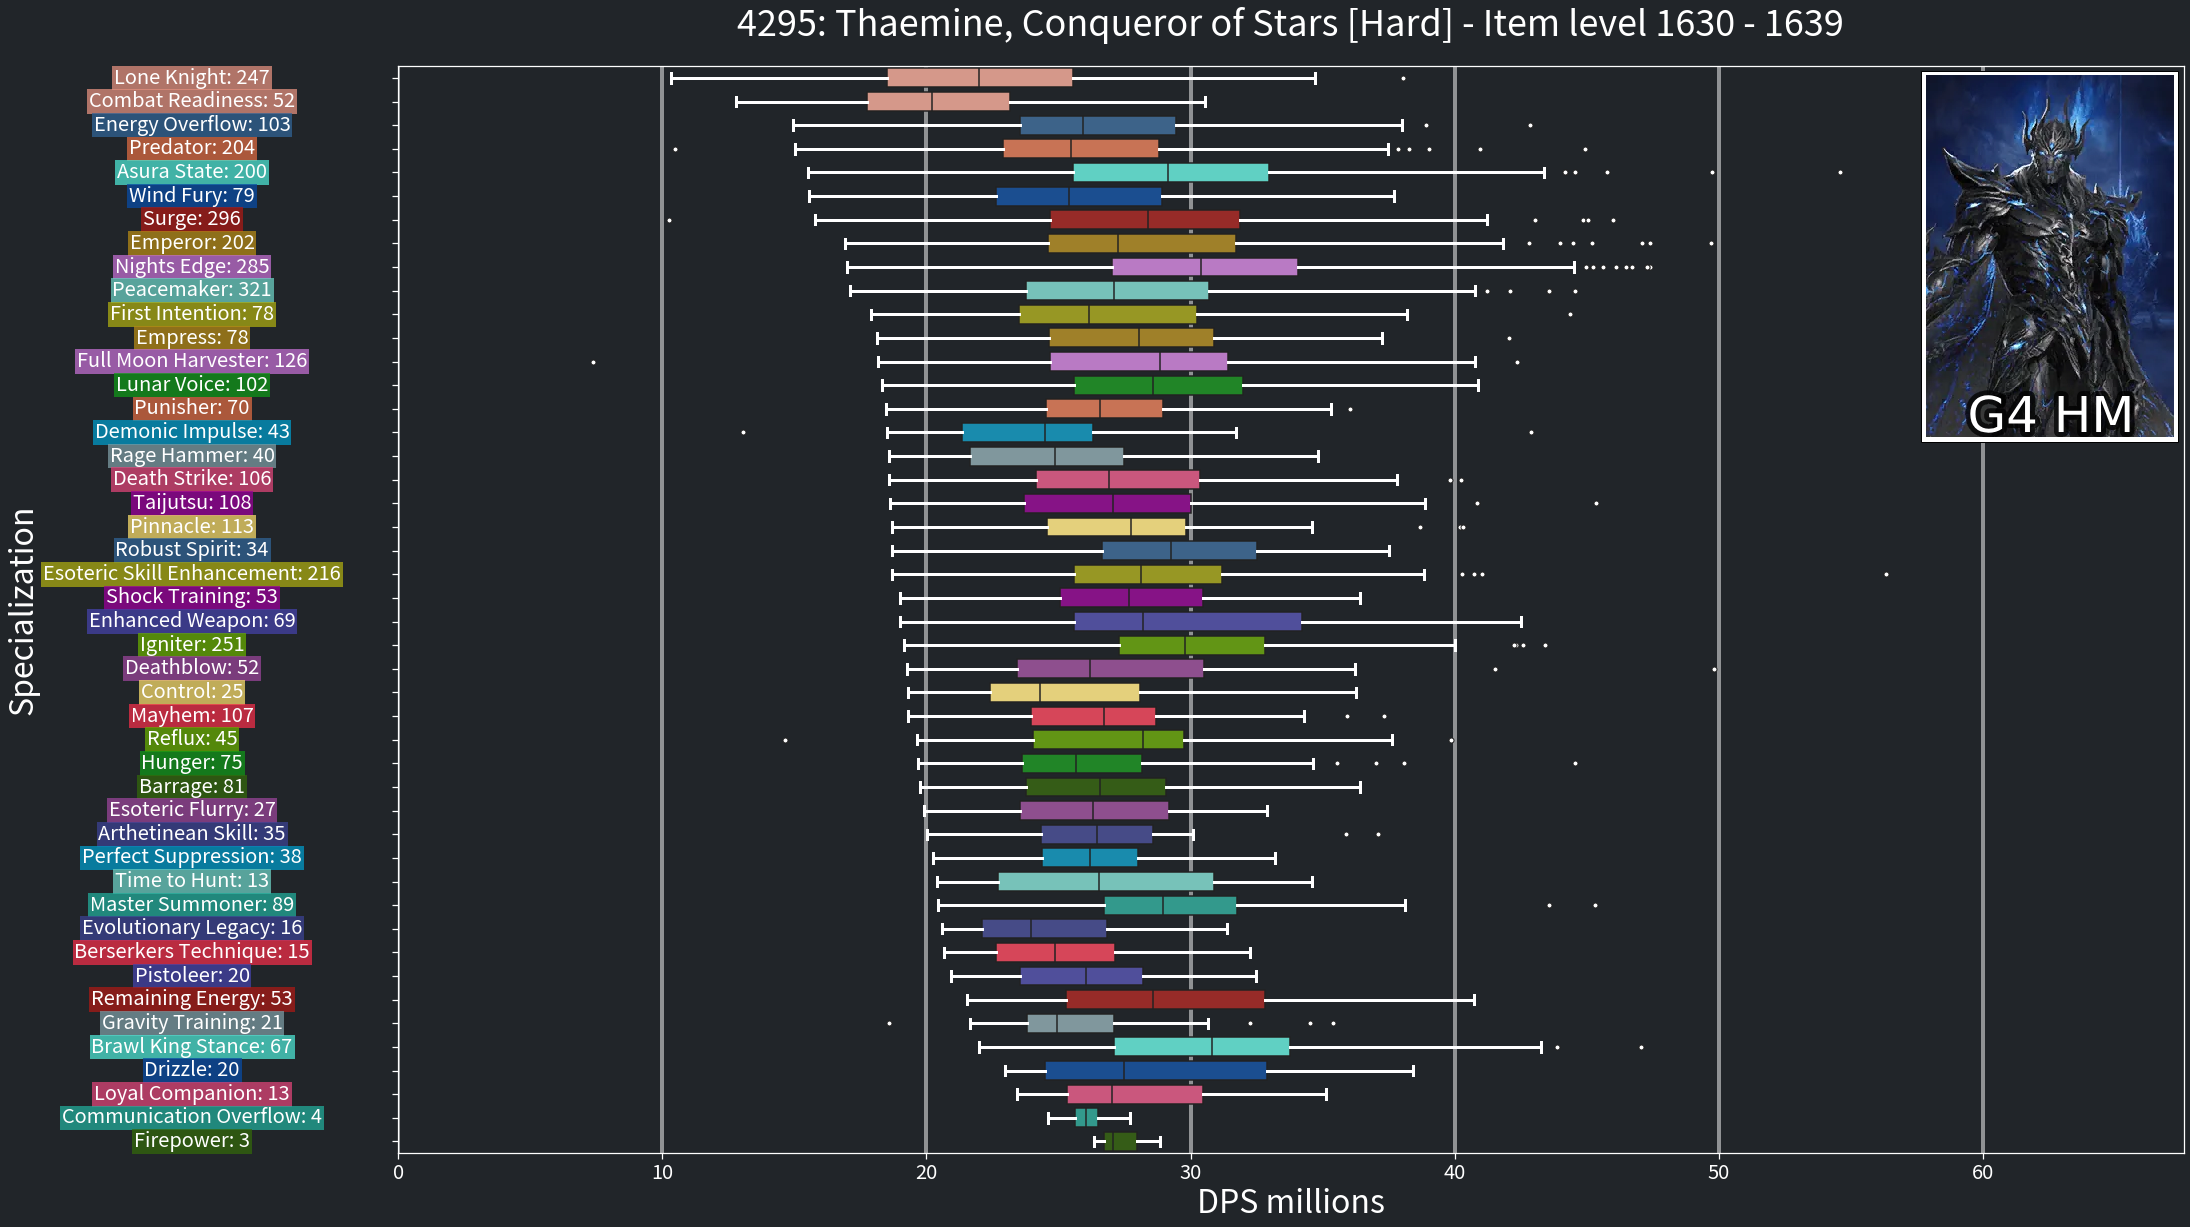 4295: Thaemine, Conqueror of Stars [Hard] - Item level 1630 - 1639
Lone Knight: 247
Combat Readiness: 52
Energy Overflow: 103
Predator: 204
Asura State: 200
Wind Fury: 79
Surge: 296
Emperor: 202
Nights Edge: 285
Peacemaker: 321
First Intention: 78
Empress: 78
Full Moon Harvester: 126
Lunar Voice: 102
Punisher: 70
Demonic Impulse: 43
Rage Hammer: 40
Death Strike: 106
Taijutsu: 108
Pinnacle: 113
Robust Spirit: 34
Esoteric Skill Enhancement: 216
Shock Training: 53
Enhanced Weapon: 69
Igniter: 251
Deathblow: 52
Control: 25
Mayhem: 107
Reflux: 45
Hunger: 75
Barrage: 81
Esoteric Flurry: 27
Arthetinean Skill: 35
Perfect Suppression: 38
Time to Hunt: 13
Master Summoner: 89
Evolutionary Legacy: 16
Berserkers Technique: 15
Pistoleer: 20
Remaining Energy: 53
Gravity Training: 21
Brawl King Stance: 67
Drizzle: 20
Loyal Companion: 13
Communication Overflow: 4
Firepower: 3
Specialization
G4 HM
0 10 20 30 40 50 60
DPS millions